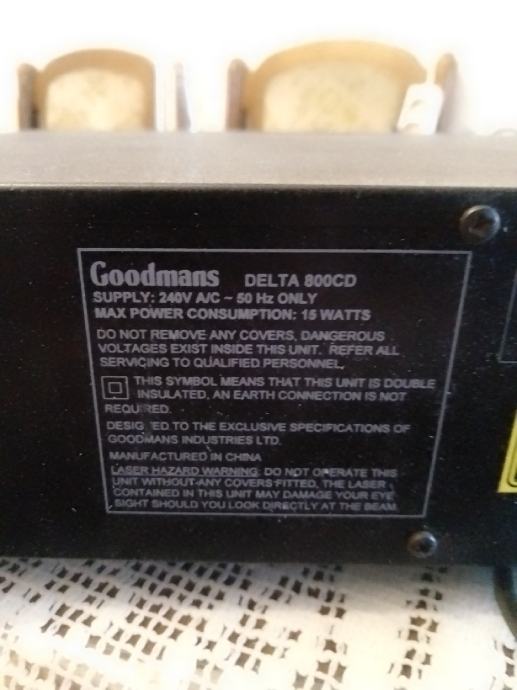 Goodmans DELTA 800CD
SUPPLY: 240V A/C ~ 50 Hz ONLY
MAX POWER CONSUMPTION: 15 WATTS
DO NOT REMOVE ANY COVERS, DANGEROUS
VOLTAGES EXIST INSIDE THIS UNIT. REFER ALL
SERVICING TO QUALIFIED PERSONNEL.
THIS SYMBOL MEANS THAT THIS UNIT IS DOUBLE
INSULATED, AN EARTH CONNECTION IS NOT
REQUIRED.
DESIG ED TO THE EXCLUSIVE SPECIFICATIONS OF
GOODMANS INDUSTRIES LTD.
MANUFACTURED IN CHINA
LASER HAZARD WARNING: DO NOT OPERATE THIS
UNIT WITHOUT ANY COVERS FITTED, THE LASER
CONTAINED IN THIS UNIT MAY DAMAGE YOUR EYE
SIGHT SHOULD YOU LOOK DIRECTLY AT THE BEAM.